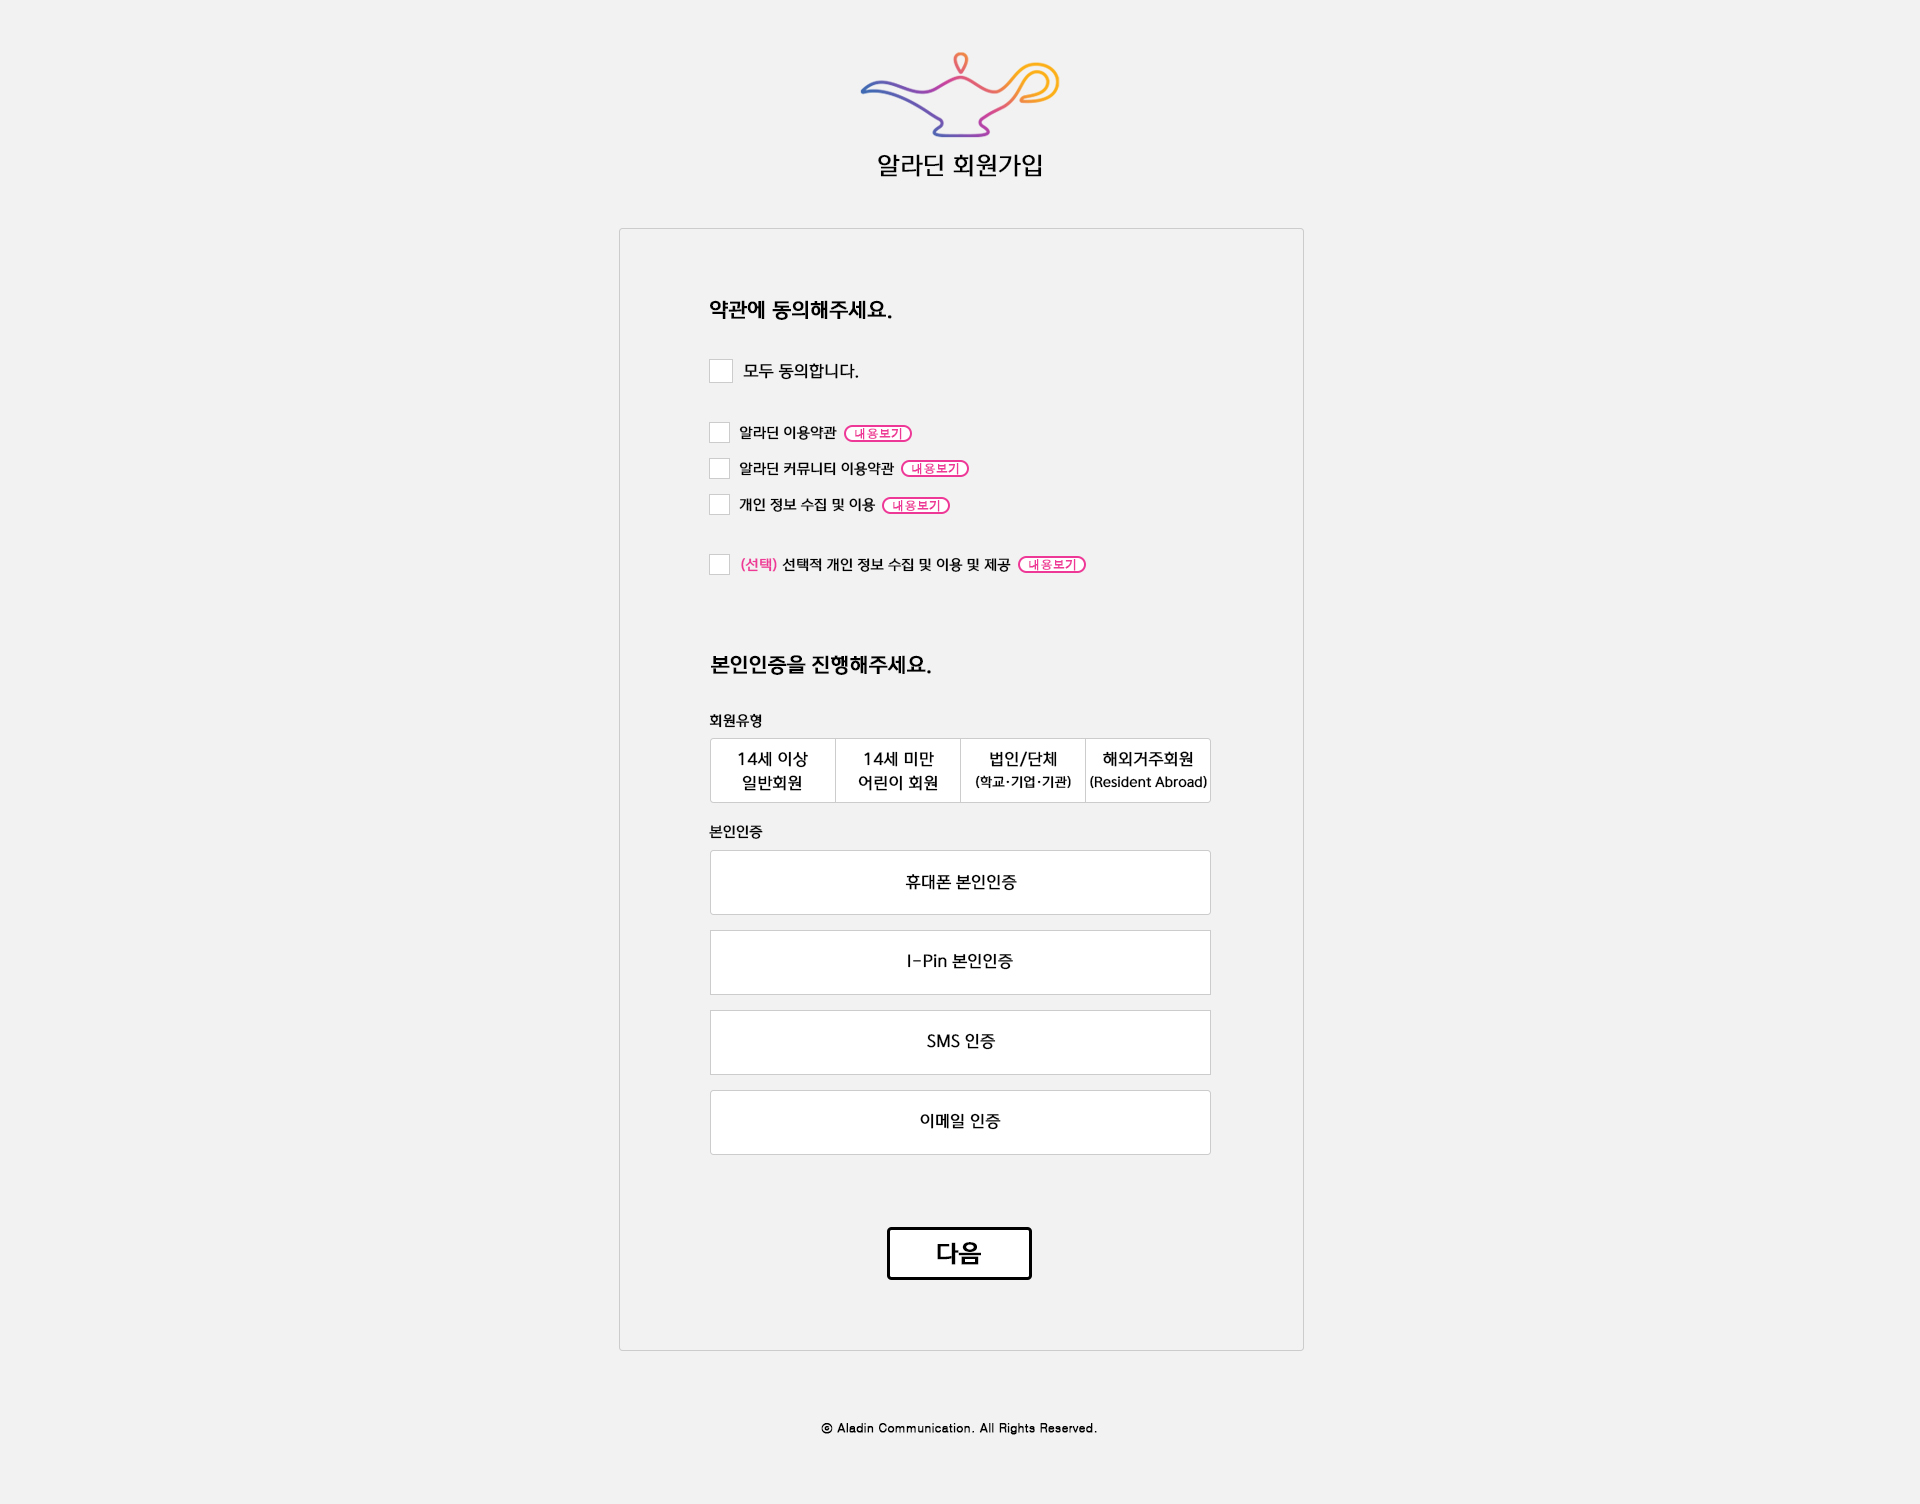 알라딘 회원가입
약관에 동의해주세요.
모두 동의합니다.
알라딘 이용약관 내용보기
알라딘 커뮤니티 이용약관 내용보기
개인 정보 수집 및 이용 내용보기
(선택) 선택적 개인 정보 수집 및 이용 및 제공 내용보기
본인인증을 진행해주세요.
회원유형
14세 이상
일반회원
14세 미만
어린이 회원
법인/단체
(학교·기업·기관)
해외거주회원
(Resident Abroad)
본인인증
휴대폰 본인인증
I-Pin 본인인증
SMS 인증
이메일 인증
다음
ⓒ Aladin Communication. All Rights Reserved.